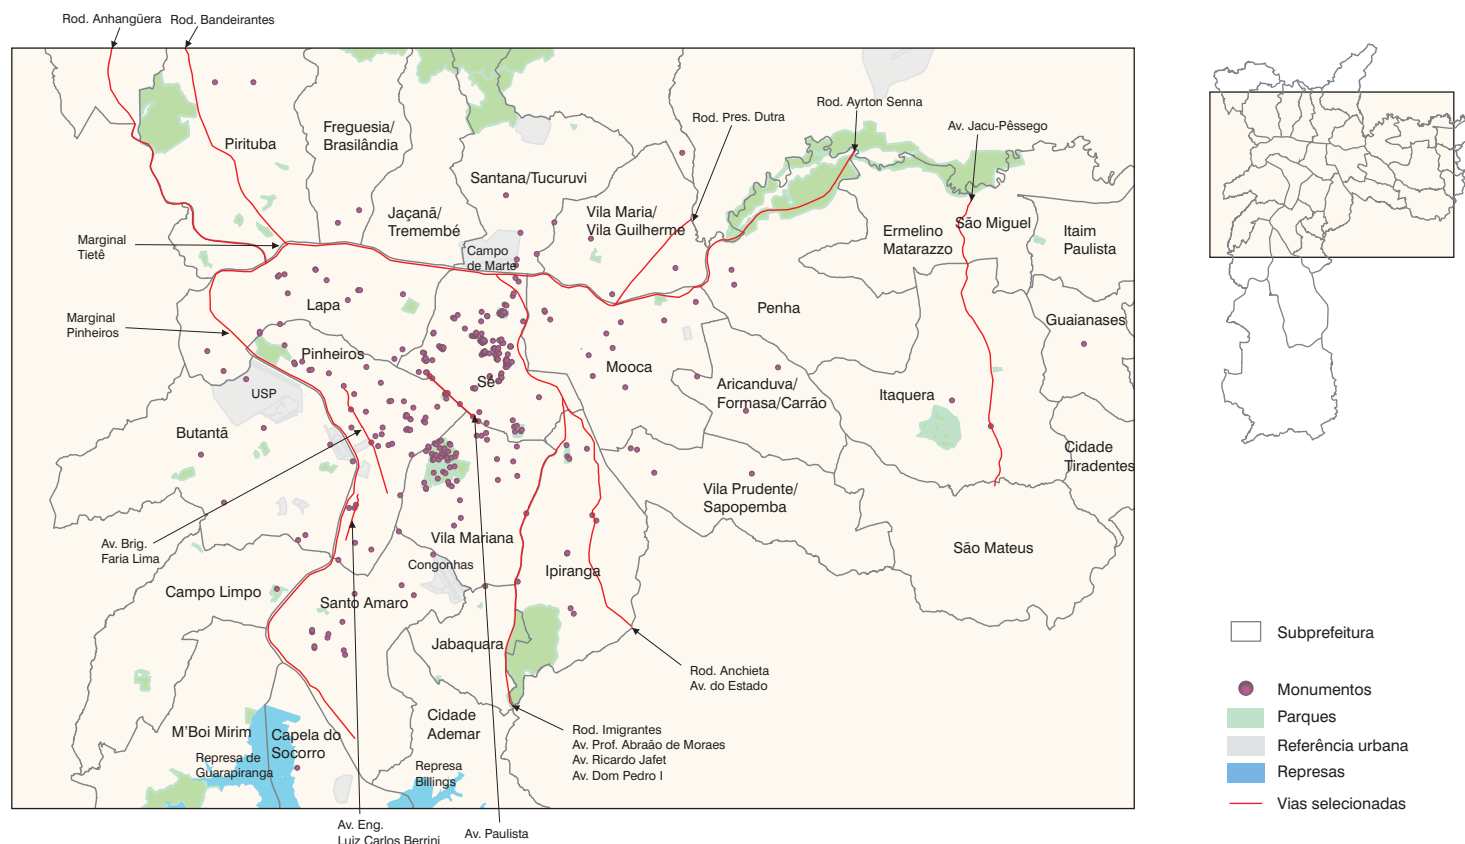 Rod. Anhangüera
Rod. Bandeirantes
Rod. Ayrton Senna
Rod. Pres. Dutra
Av. Jacu-Pêssego
Freguesia/
Brasilândia
Pirituba
Santana/Tucuruvi
Jaçanã/
Tremembé
Vila Maria/
Vila Guilherme
Ermelino
Matarazzo
São Miguel
Itaim
Paulista
Marginal
Tietê
Campo
de Marte
Lapa
Penha
Guaianases
Marginal
Pinheiros
Pinheiros
Mooca
Sé
USP
Aricanduva/
Formasa/Carrão
Itaquera
Butantã
Cidade
Tiradentes
Vila Prudente/
Sapopemba
Av. Brig.
Faria Lima
Vila Mariana
São Mateus
Congonhas
Ipiranga
Campo Limpo
Santo Amaro
Jabaquara
Rod. Anchieta
Av. do Estado
M'Boi Mirim
Capela do
Socorro
Cidade
Ademar
Represa de
Guarapiranga
Represa
Billings
Rod. Imigrantes
Av. Prof. Abraão de Moraes
Av. Ricardo Jafet
Av. Dom Pedro I
Av. Eng.
Luiz Carlos Berrini
Av. Paulista
Subprefeitura
Monumentos
Parques
Referência urbana
Represas
Vias selecionadas